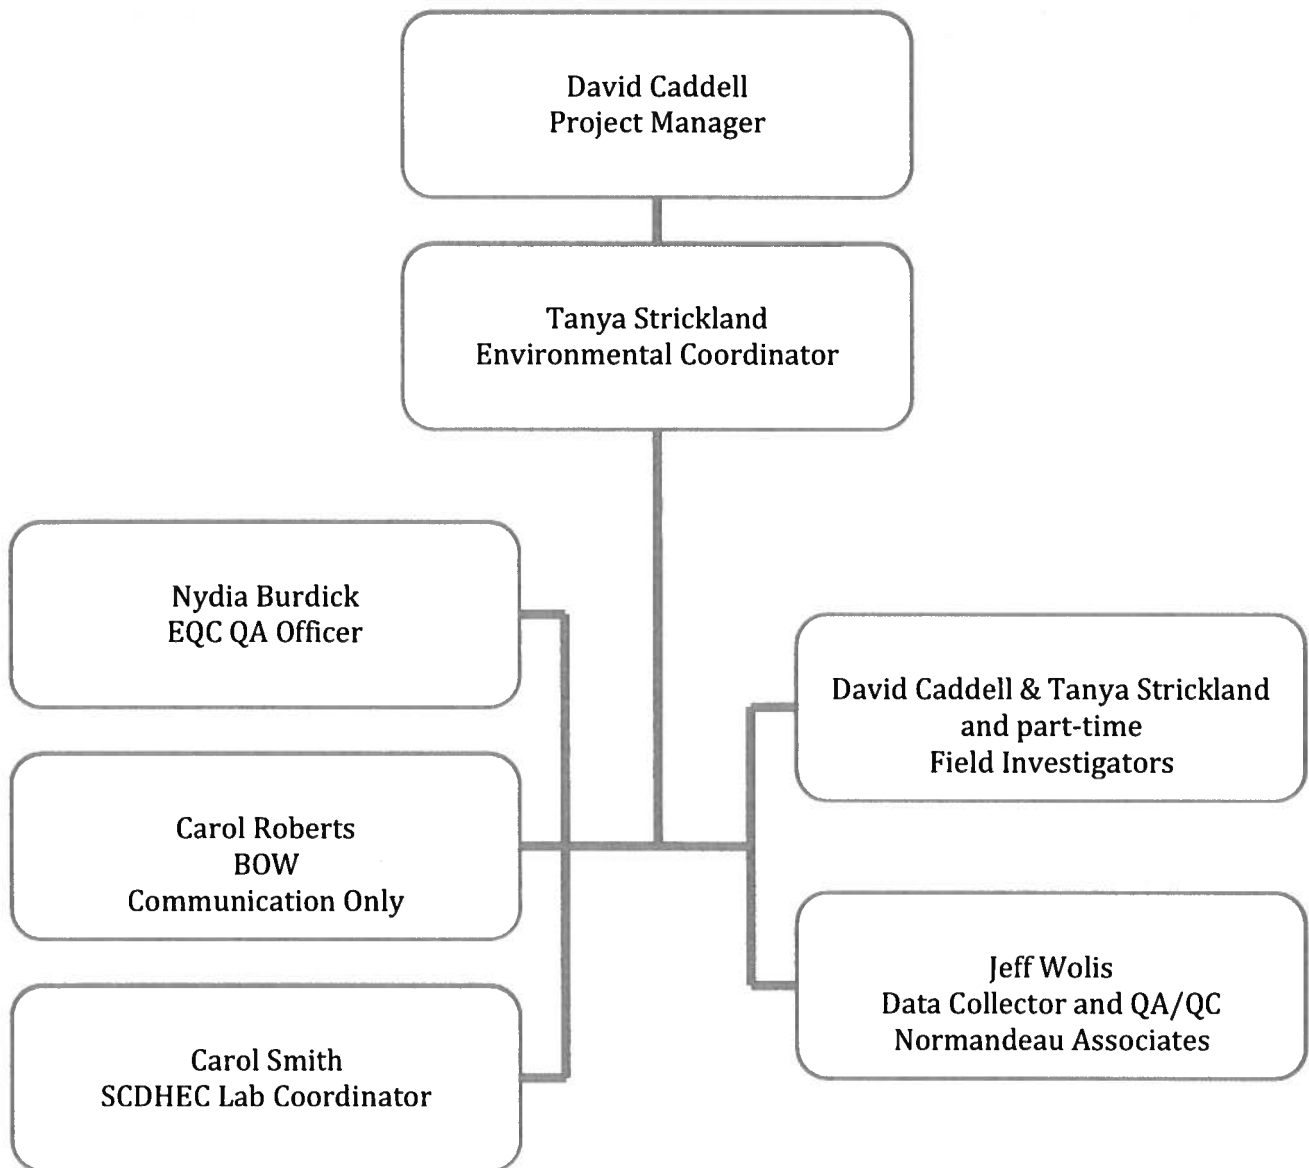 David Caddell
Project Manager
Tanya Strickland
Environmental Coordinator
Nydia Burdick
EQC QA Officer
Carol Roberts
BOW
Communication Only
Carol Smith
SCDHEC Lab Coordinator
David Caddell & Tanya Strickland
and part-time
Field Investigators
Jeff Wolis
Data Collector and QA/QC
Normandeau Associates